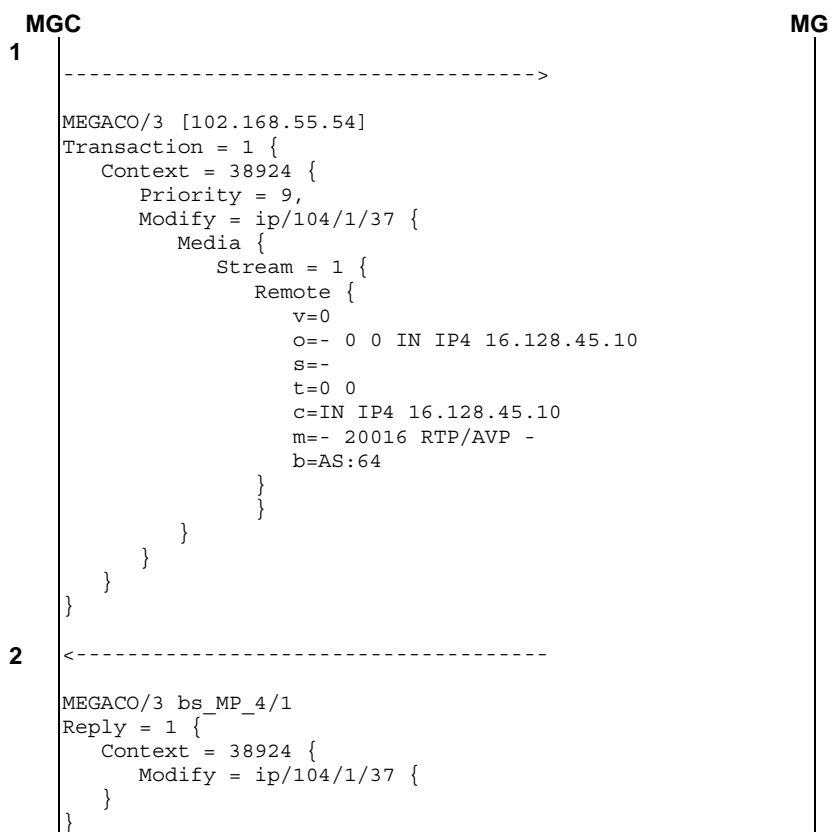 MGC MG
1
------------------------------------->
MEGACO/3 [102.168.55.54]
Transaction = 1 {
   Context = 38924 {
      Priority = 9,
      Modify = ip/104/1/37 {
         Media {
            Stream = 1 {
               Remote {
                  v=0
                  o=- 0 0 IN IP4 16.128.45.10
                  s=-
                  t=0 0
                  c=IN IP4 16.128.45.10
                  m=- 20016 RTP/AVP -
                  b=AS:64
               }
               }
         }
      }
   }
}
2 <-------------------------------------
MEGACO/3 bs_MP_4/1
Reply = 1 {
   Context = 38924 {
      Modify = ip/104/1/37 {
   }
}